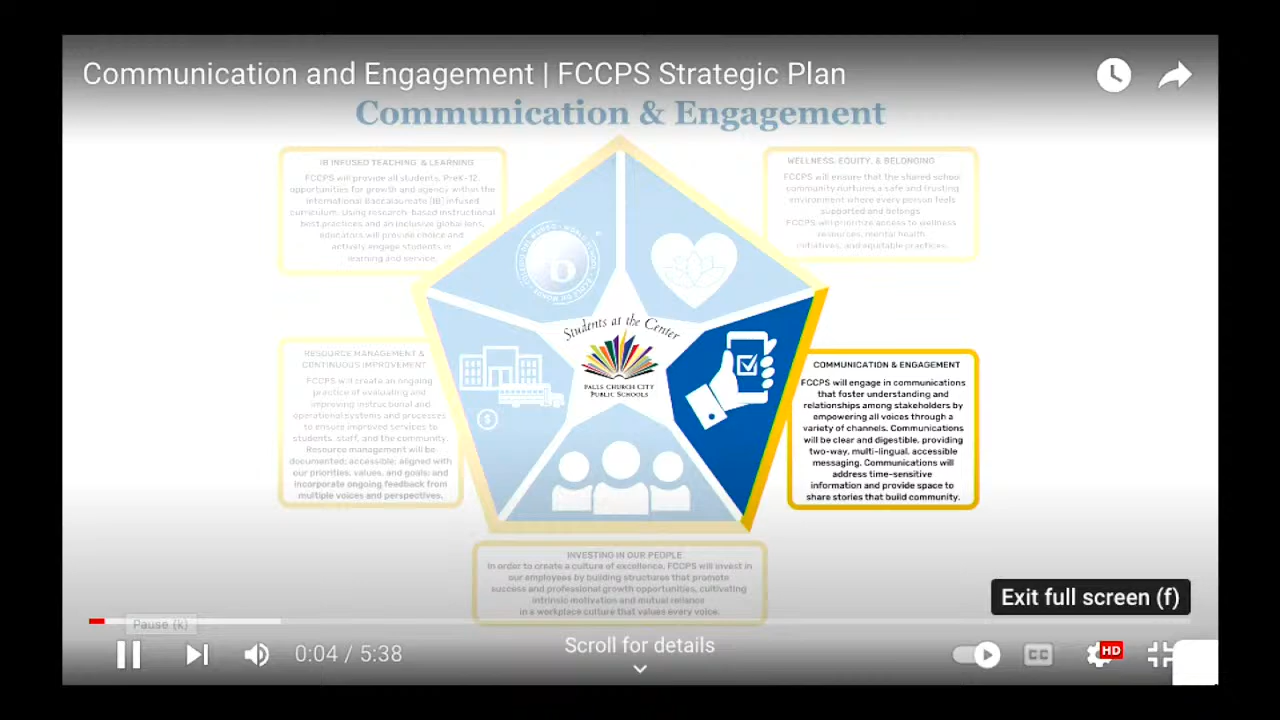 Communication and Engagement | FCCPS Strategic Plan
Communication & Engagement
IB INFUSED TEACHING & LEARNING
FCCPS will provide all students, PreK-12,
opportunities for growth and agency within the
International Baccalaureate (IB) infused
curriculum. Using research-based instructional
best practices and an inclusive global lens,
educators will provide choice and
actively engage students in
learning and service.
WELLNESS, EQUITY, & BELONGING
FCCPS will ensure that the shared school
community nurtures a safe and trusting
environment where every person feels
supported and belongs.
FCCPS will prioritize access to wellness
resources, mental health
initiatives, and equitable practices.
Students at the Center
FALLS CHURCH CITY
PUBLIC SCHOOLS
RESOURCE MANAGEMENT &
CONTINUOUS IMPROVEMENT
FCCPS will create an ongoing
practice of evaluating and
improving instructional and
operational systems and processes
to ensure improved services to
students, staff, and the community.
Resource management will be
documented; accessible; aligned with
our priorities, values, and goals; and
incorporate ongoing feedback from
multiple voices and perspectives.
COMMUNICATION & ENGAGEMENT
FCCPS will engage in communications
that foster understanding and
relationships among stakeholders by
empowering all voices through a
variety of channels. Communications
will be clear and digestible, providing
two-way, multi-lingual, accessible
messaging. Communications will
address time-sensitive
information and provide space to
share stories that build community.
INVESTING IN OUR PEOPLE
In order to create a culture of excellence, FCCPS will invest in
our employees by building structures that promote
success and professional growth opportunities, cultivating
intrinsic motivation and mutual reliance
in a workplace culture that values every voice.
Exit full screen (f)
Pause (k)
0:04 / 5:38
Scroll for details
CC
HD